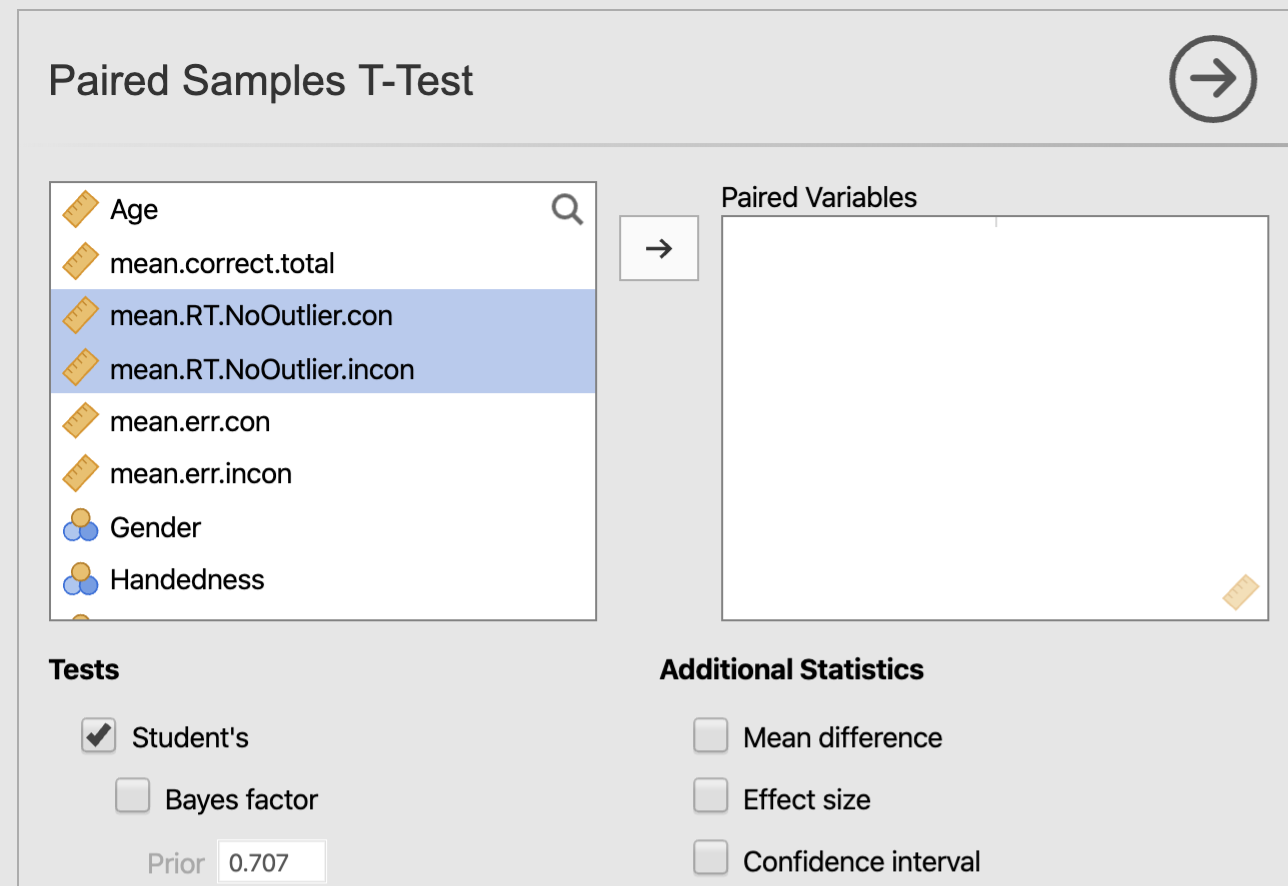 Paired Samples T-Test
Age
mean.correct.total
mean.RT.NoOutlier.con
mean.RT.NoOutlier.incon
mean.err.con
mean.err.incon
Gender
Handedness
Paired Variables
Tests
Student's
Bayes factor
Prior 0.707
Additional Statistics
Mean difference
Effect size
Confidence interval